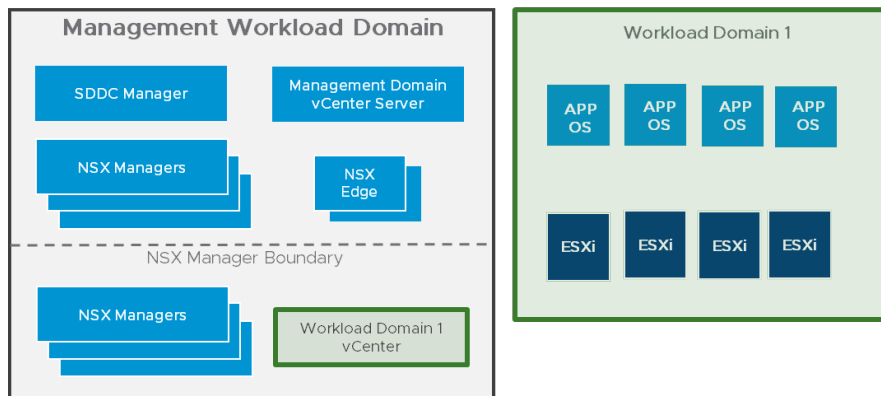 Management Workload Domain
SDDC Manager
Management Domain
vCenter Server
NSX Managers
NSX
Edge
NSX Manager Boundary
NSX Managers
Workload Domain 1
vCenter
Workload Domain 1
APP
OS
APP
OS
APP
OS
APP
OS
ESXi
ESXi
ESXi
ESXi